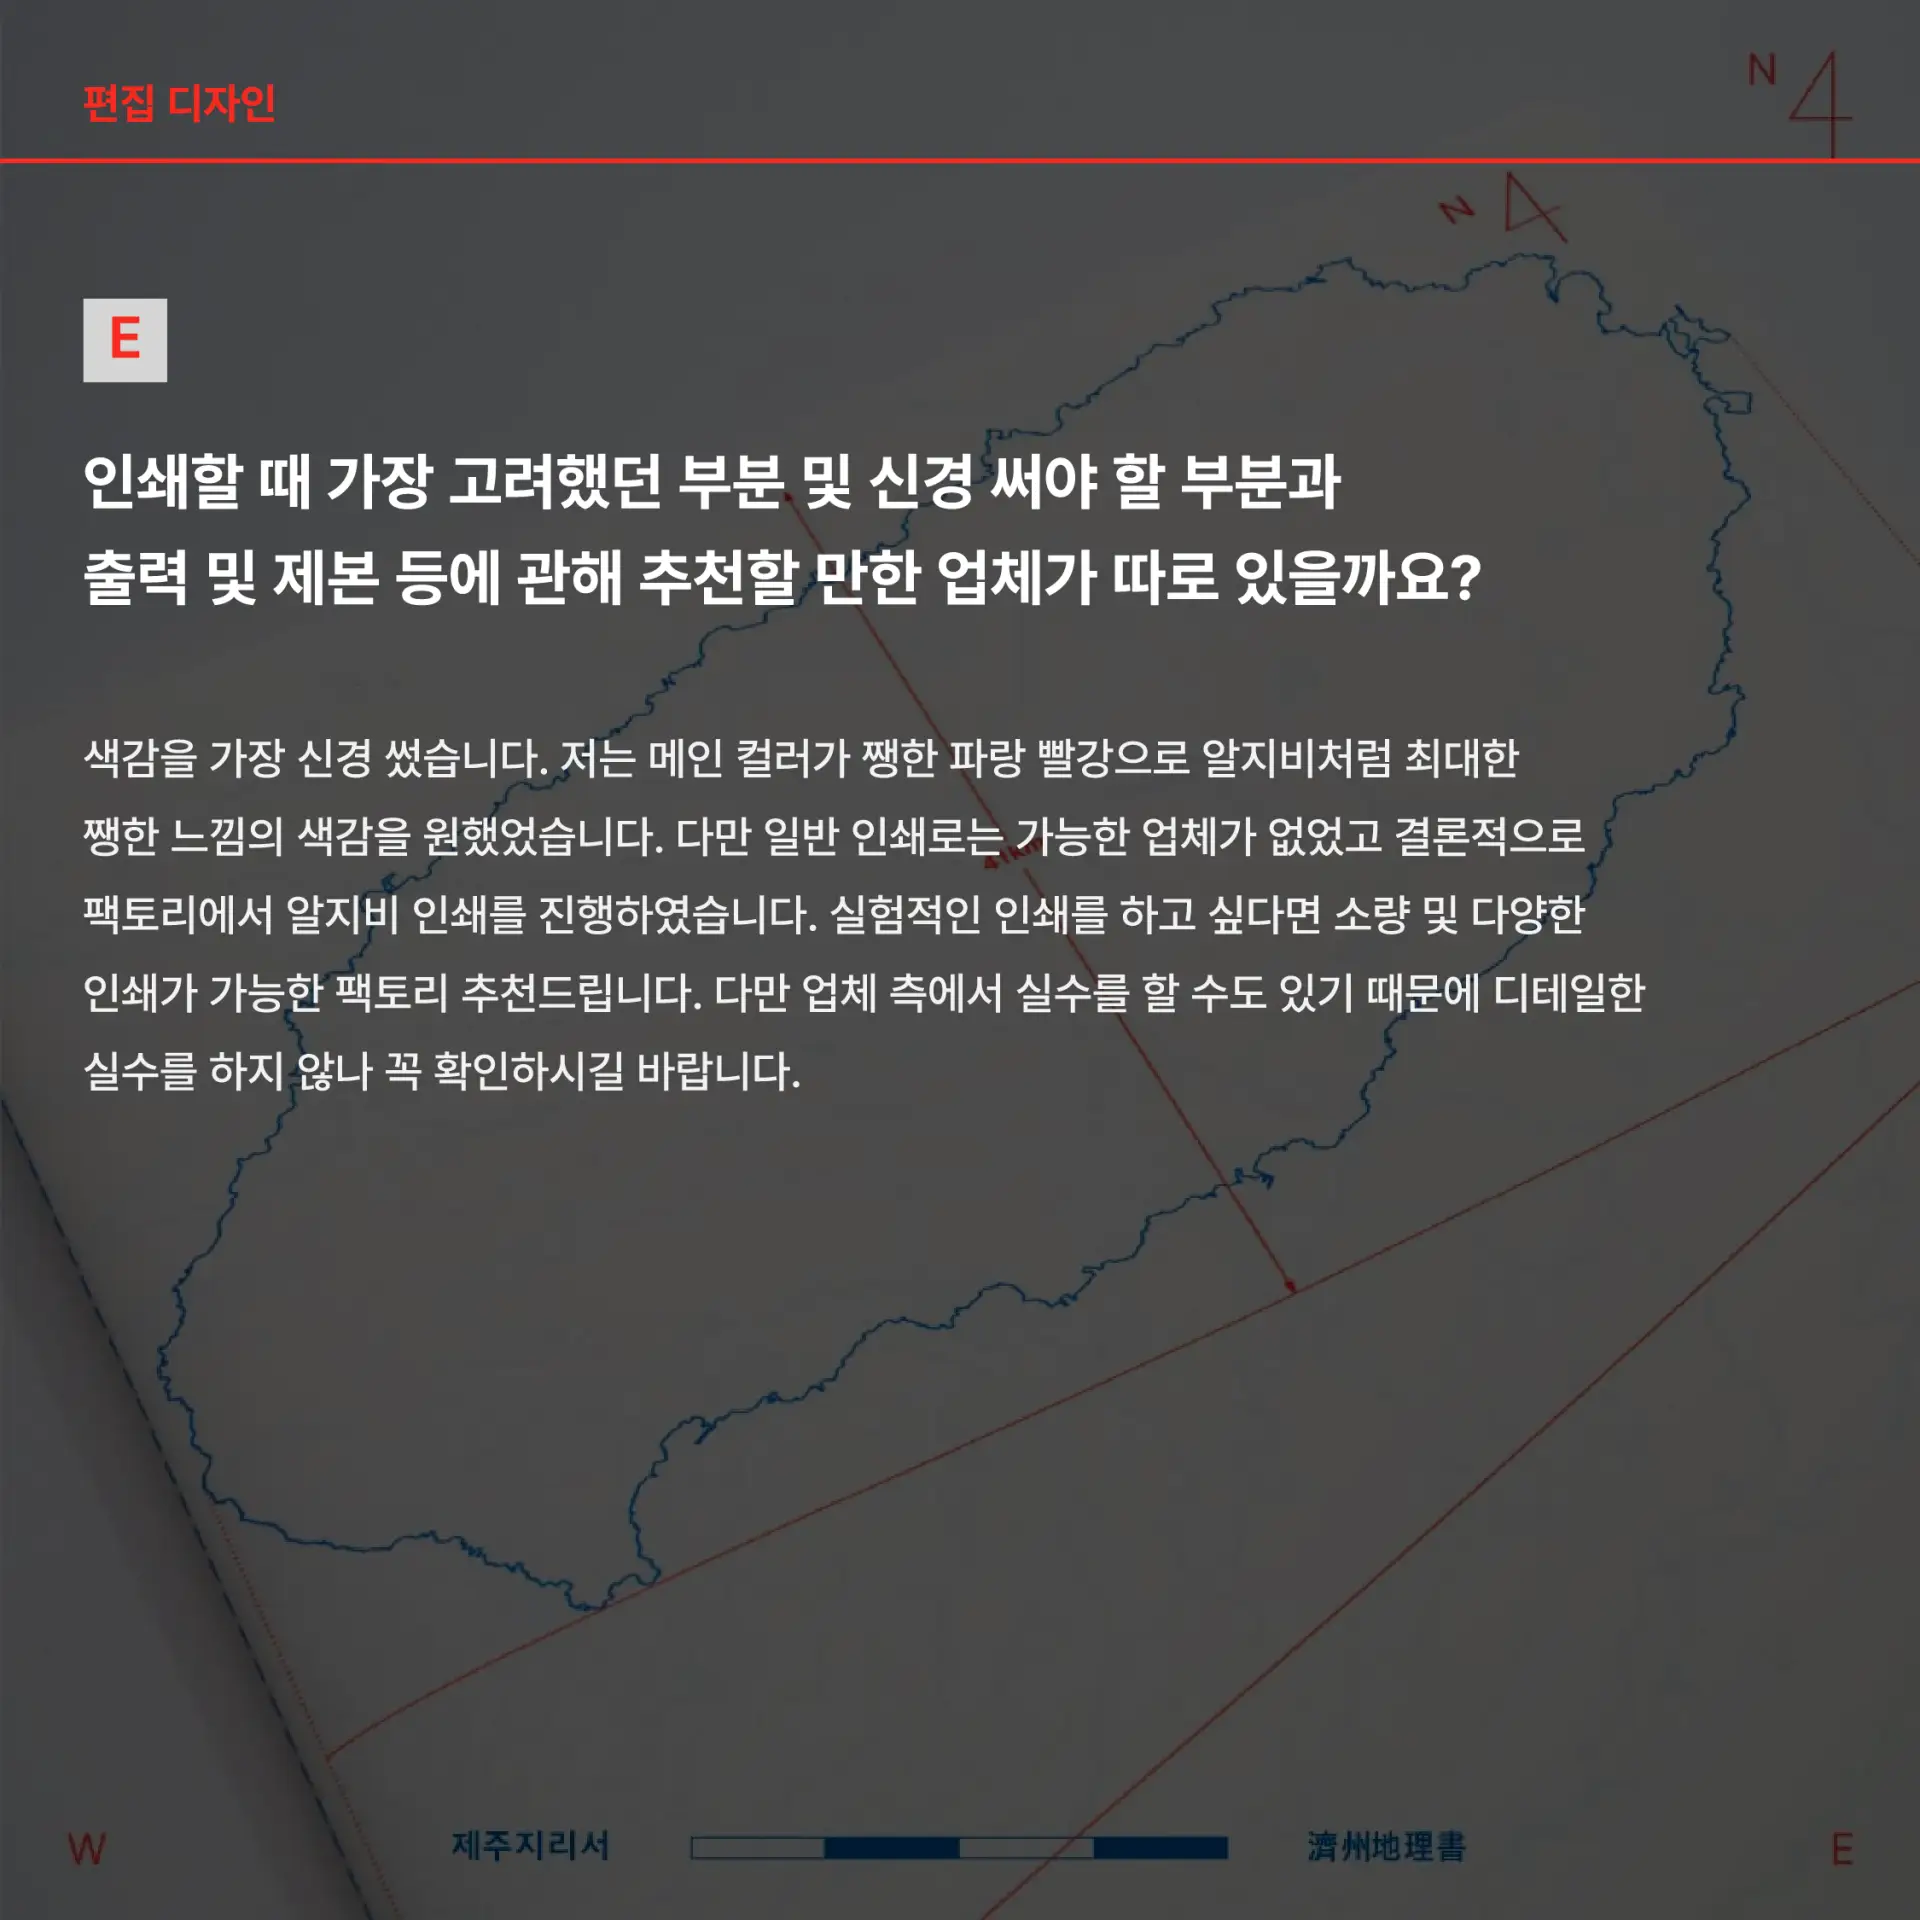 편집 디자인
N
N
E
인쇄할 때 가장 고려했던 부분 및 신경 써야 할 부분과
출력 및 제본 등에 관해 추천할 만한 업체가 따로 있을까요?
색감을 가장 신경 썼습니다. 저는 메인 컬러가 쨍한 파랑 빨강으로 알지비처럼 최대한
쨍한 느낌의 색감을 원했었습니다. 다만 일반 인쇄로는 가능한 업체가 없었고 결론적으로
41km
팩토리에서 알지비 인쇄를 진행하였습니다. 실험적인 인쇄를 하고 싶다면 소량 및 다양한
인쇄가 가능한 팩토리 추천드립니다. 다만 업체 측에서 실수를 할 수도 있기 때문에 디테일한
실수를 하지 않나 꼭 확인하시길 바랍니다.
W 제주지리서 濟州地理書 E